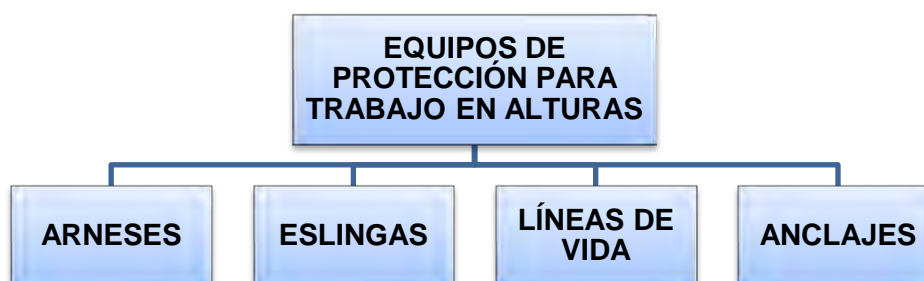 EQUIPOS DE
PROTECCIÓN PARA
TRABAJO EN ALTURAS
ARNESES
ESLINGAS
LÍNEAS DE
VIDA
ANCLAJES